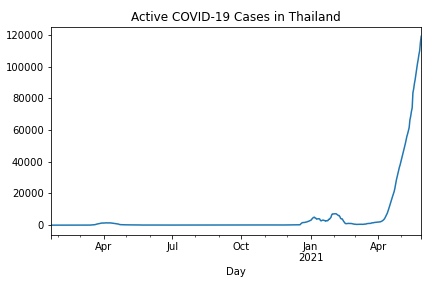 Active COVID-19 Cases in Thailand
120000
100000
80000
60000
40000
20000
0
Apr
Jul
Oct
Jan
2021
Apr
Day